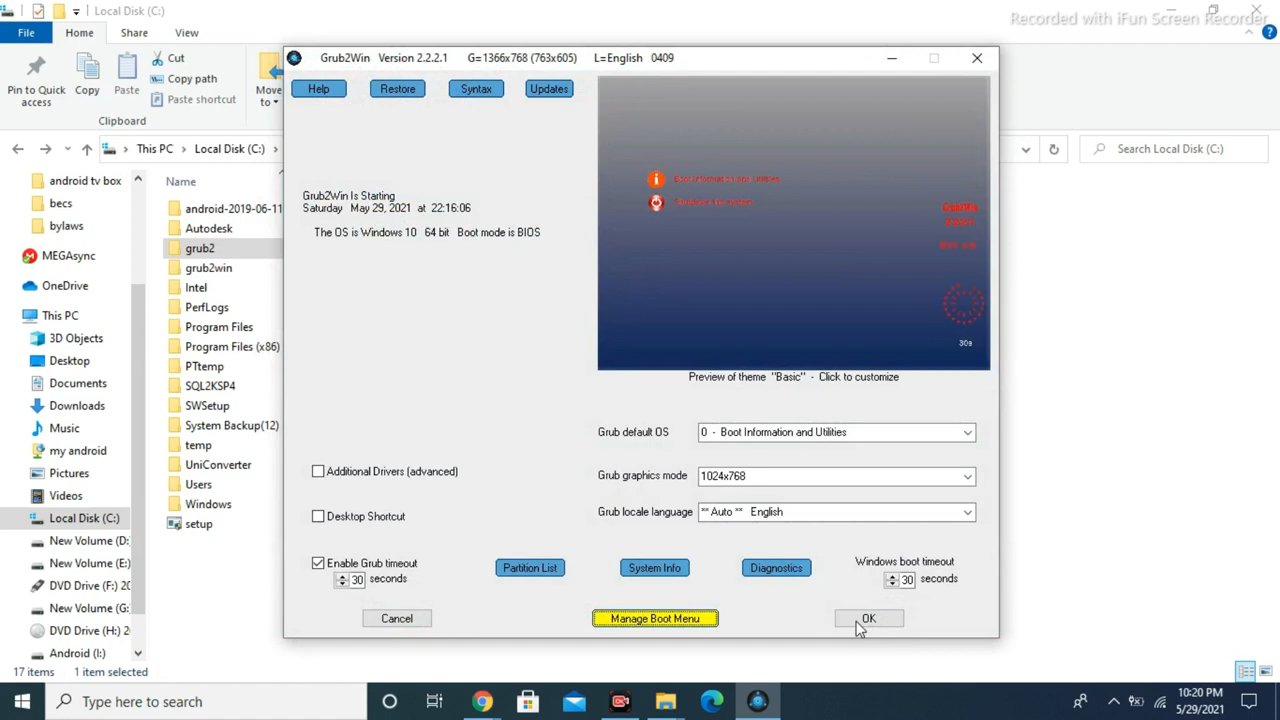 Local Disk (C:)
Recorded with iFun Screen Recorder
File
Home
Share
View
Pin to Quick
access
Copy
Paste
Cut
Copy path
Paste shortcut
Move
to
Clipboard
This PC
Local Disk (C:)
Search Local Disk (C:)
android tv box
becs
bylaws
MEGAsync
OneDrive
This PC
3D Objects
Desktop
Documents
Downloads
Music
my android
Pictures
Videos
Local Disk (C:)
New Volume (D:
New Volume (E:)
DVD Drive (F:) 20
New Volume (G:
DVD Drive (H:) 20
Android (I:)
Name
android-2019-06-11
Autodesk
grub2
grub2win
Intel
PerfLogs
Program Files
Program Files (x86)
PTtemp
SQL2KSP4
SWSetup
System Backup(12)
temp
UniConverter
Users
Windows
setup
17 items
1 item selected
Grub2Win Version 2.2.2.1 G=1366x768 (763x605) L=English 0409
Help
Restore
Syntax
Updates
Grub2Win Is Starting
Saturday May 29, 2021 at 22:16:06
The OS is Windows 10 64 bit Boot mode is BIOS
Boot Information and Utilities
30s
Preview of theme "Basic" - Click to customize
Grub default OS
0 - Boot Information and Utilities
Grub graphics mode
1024x768
Grub locale language
** Auto ** English
Additional Drivers (advanced)
Desktop Shortcut
Enable Grub timeout
30 seconds
Partition List
System Info
Diagnostics
Windows boot timeout
30 seconds
Cancel
Manage Boot Menu
OK
Type here to search
10:20 PM
5/29/2021